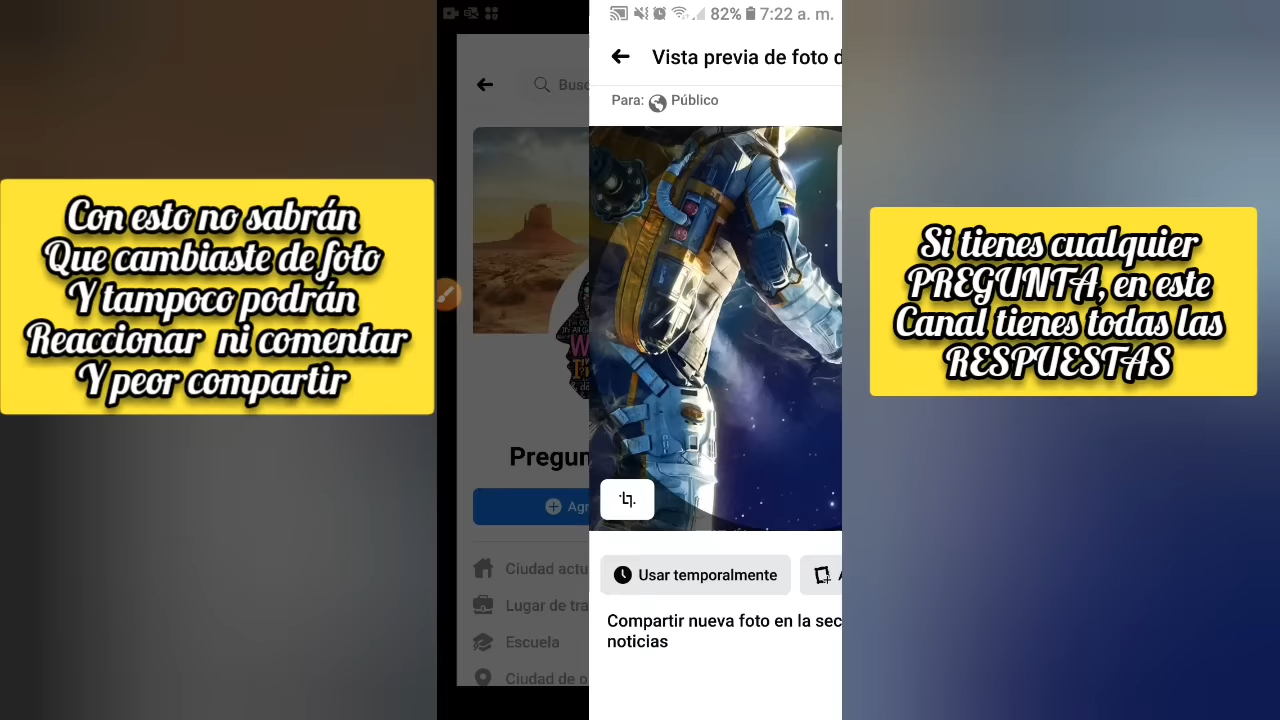 Con esto no sabrán
Que cambiaste de foto
Y tampoco podrán
Reaccionar ni comentar
Y peor compartir
Busc
Pregun
Agr
Ciudad actu
Lugar de tra
Escuela
Ciudad de o
82% 7:22 a. m.
Vista previa de foto d
Para: Público
Usar temporalmente
Compartir nueva foto en la sec
noticias
Si tienes cualquier
PREGUNTA, en este
Canal tienes todas las
RESPUESTAS